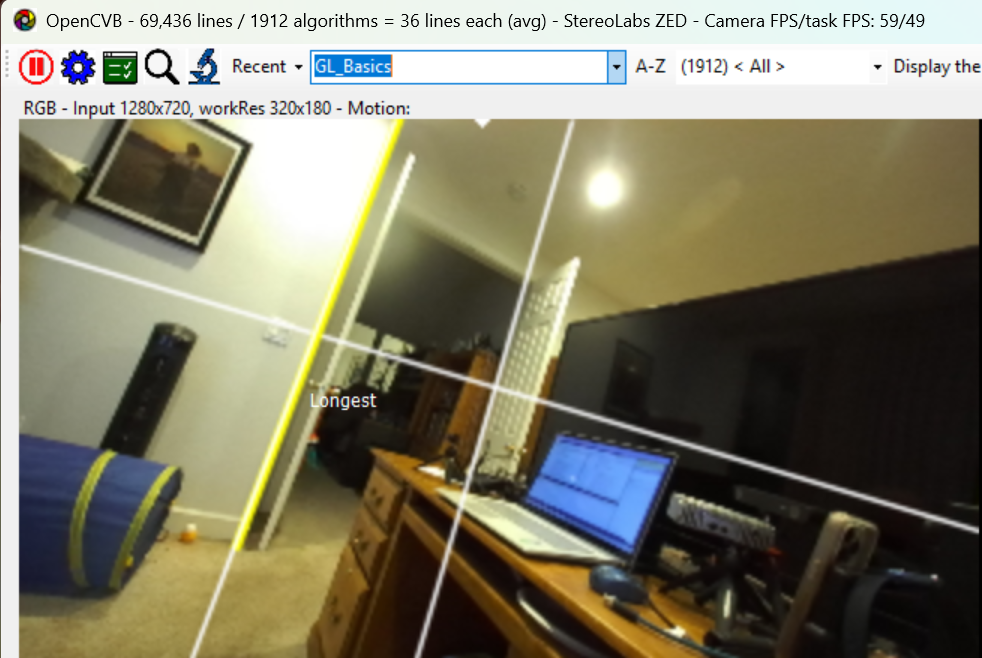 OpenCVB - 69,436 lines / 1912 algorithms = 36 lines each (avg) - StereoLabs ZED - Camera FPS/task FPS: 59/49
Recent GL_Basics A-Z (1912) < All > Display the
RGB - Input 1280x720, workRes 320x180 - Motion:
Longest